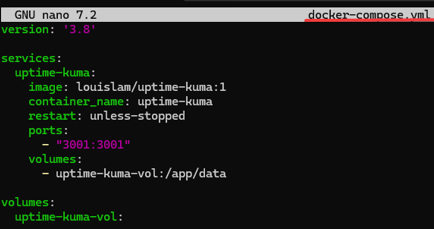 GNU nano 7.2 docker-compose.yml
version: '3.8'

services:
  uptime-kuma:
    image: louislam/uptime-kuma:1
    container_name: uptime-kuma
    restart: unless-stopped
    ports:
      - "3001:3001"
    volumes:
      - uptime-kuma-vol:/app/data

volumes:
  uptime-kuma-vol: